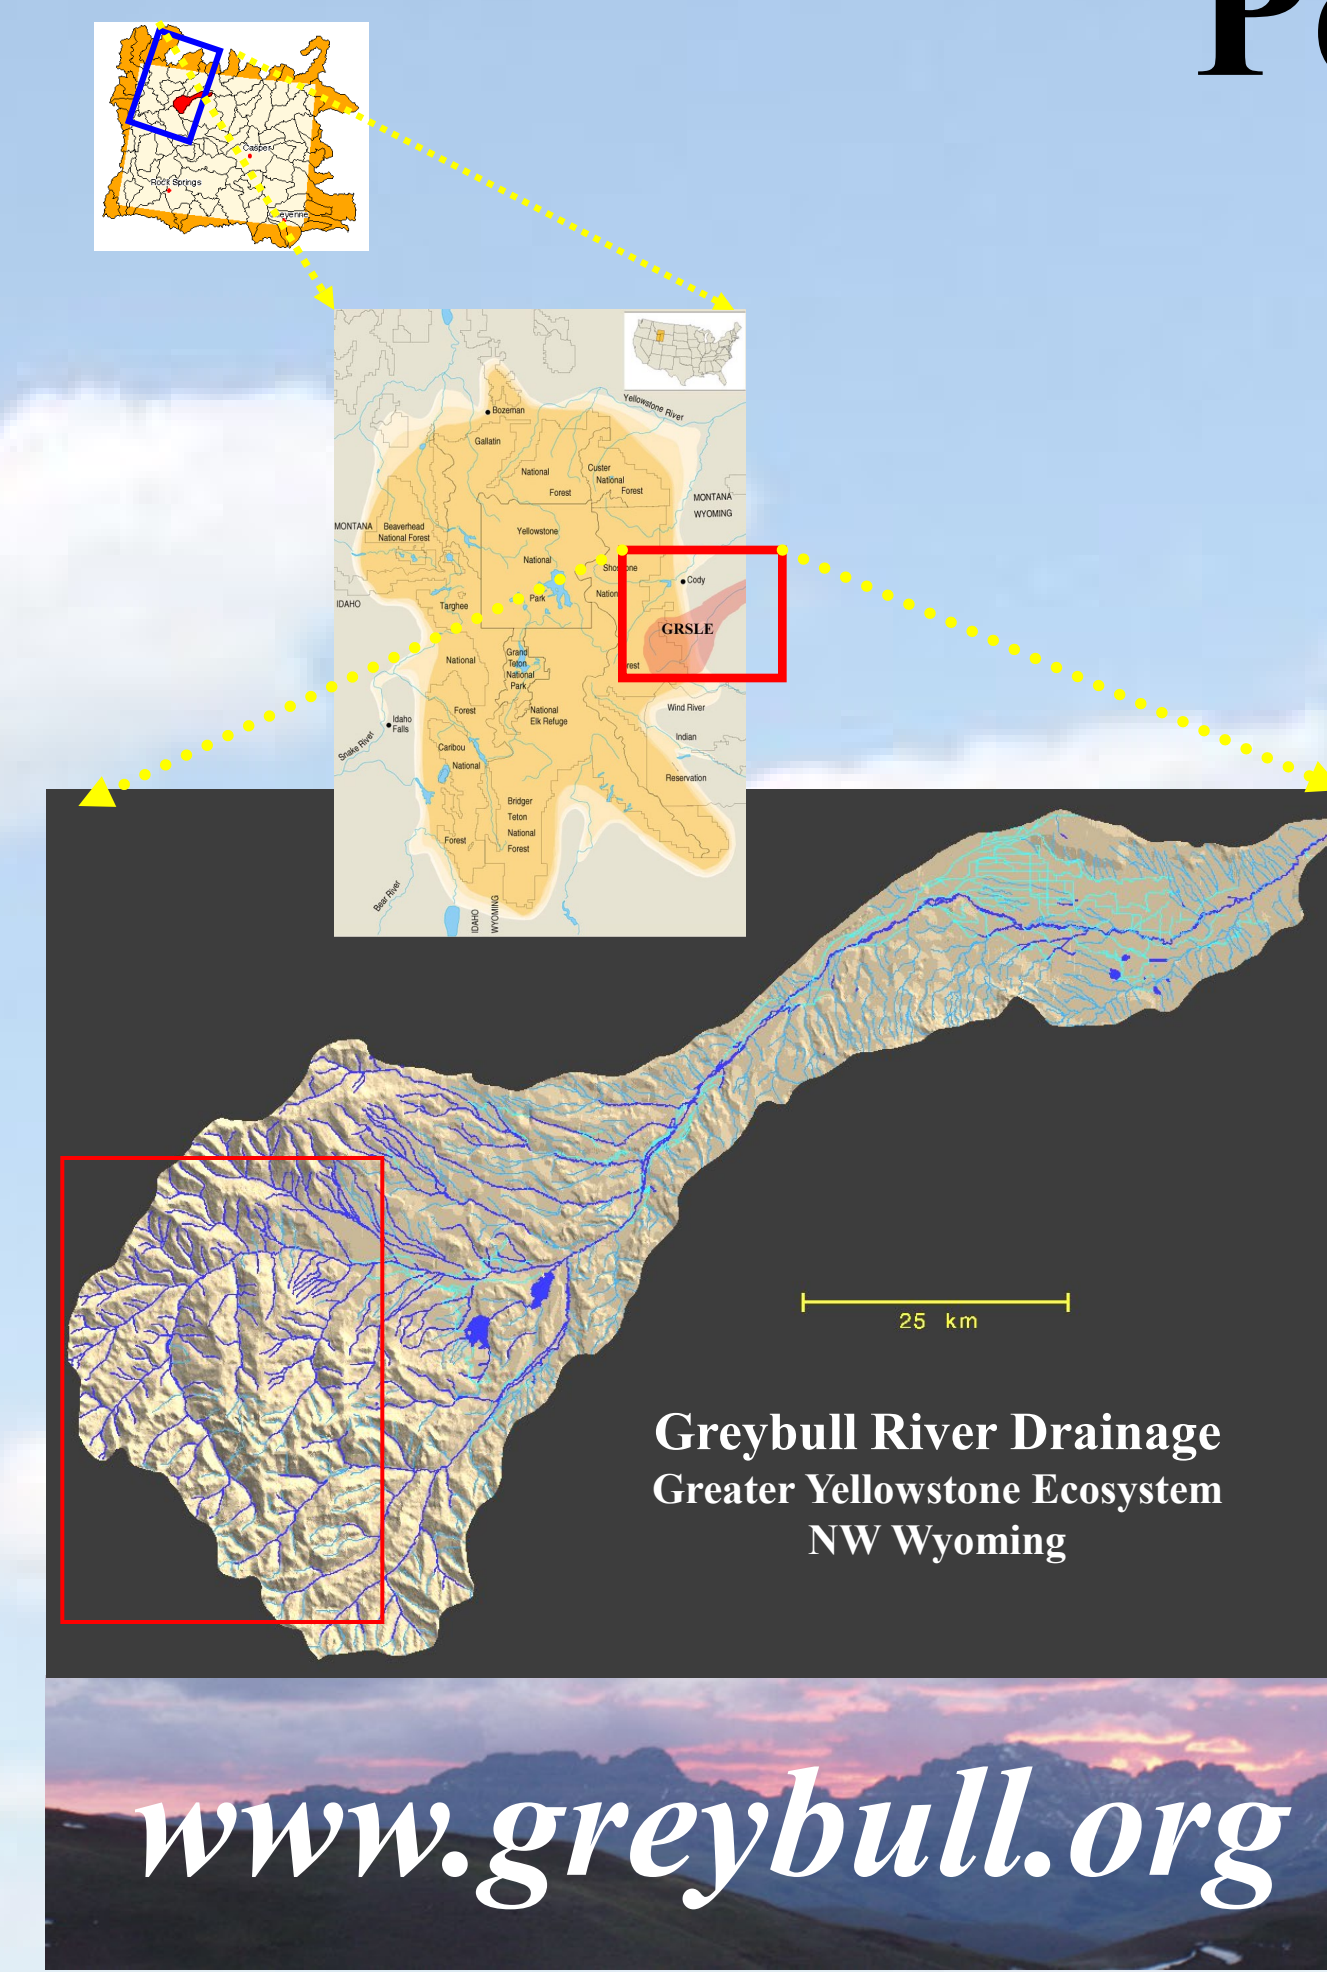 Casper
Rock Springs
eyenne
Yellowstone River
Bozeman
Gallatin
National
Forest
Custer
National
Forest
MONTANA
WYOMING
MONTANA
Beaverhead
National Forest
Yellowstone
National
Park
Cody
IDAHO
Targhee
GRSLE
National
Grand
Teton
National
Park
Forest
National
Elk Refuge
Wind River
Indian
Reservation
Idaho
Falls
Snake River
Caribou
National
Forest
Bridger
Teton
National
Forest
Bear River
IDAHO
WYOMING
25 km
Greybull River Drainage
Greater Yellowstone Ecosystem
NW Wyoming
www.greybull.org